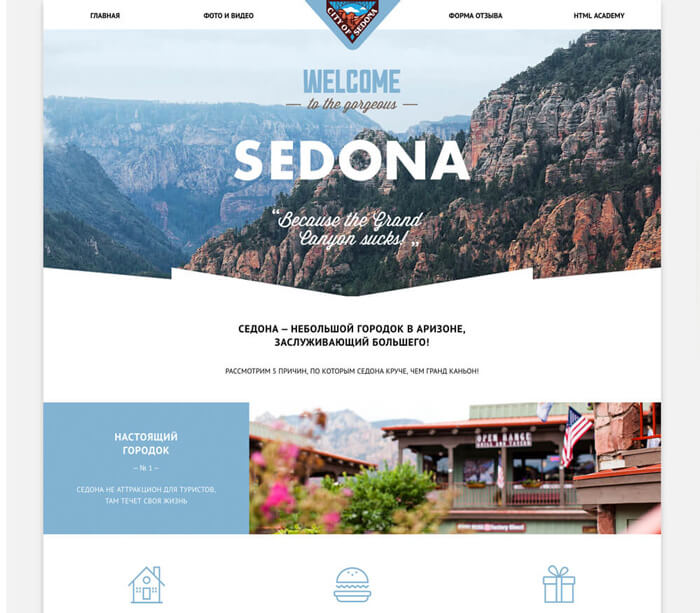 ГЛАВНАЯ
ФОТО И ВИДЕО
CITY OF SEDONA
ФОРМА ОТЗЫВА
HTML ACADEMY
WELCOME
— to the gorgeous —
SEDONA
“Because the Grand
Canyon sucks!„
СЕДОНА – НЕБОЛЬШОЙ ГОРОДОК В АРИЗОНЕ,
ЗАСЛУЖИВАЮЩИЙ БОЛЬШЕГО!
РАССМОТРИМ 5 ПРИЧИН, ПО КОТОРЫМ СЕДОНА КРУЧЕ, ЧЕМ ГРАНД КАНЬОН!
НАСТОЯЩИЙ
ГОРОДОК
– № 1 –
СЕДОНА НЕ АТТРАКЦИОН ДЛЯ ТУРИСТОВ,
ТАМ ТЕЧЕТ СВОЯ ЖИЗНЬ
OPEN RANGE
GRILL AND TAVERN